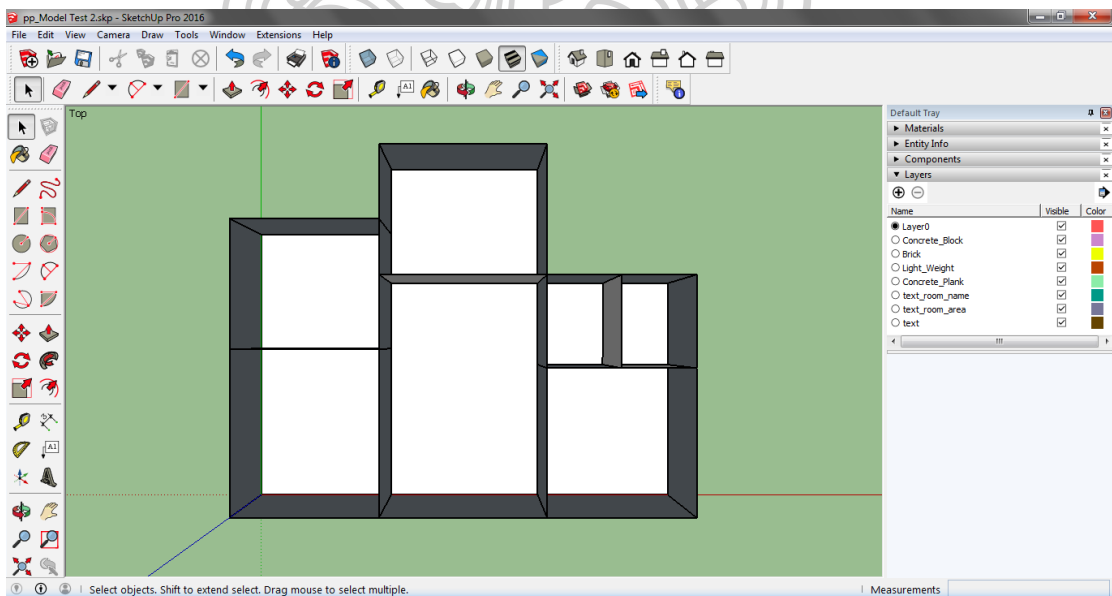 pp_Model Test 2.skp - SketchUp Pro 2016
File Edit View Camera Draw Tools Window Extensions Help
A1
Top
A1
Default Tray
Materials
Entity Info
Components
Layers
Name Visible Color
Layer0
Concrete_Block
Brick
Light_Weight
Concrete_Plank
text_room_name
text_room_area
text
Select objects. Shift to extend select. Drag mouse to select multiple.
Measurements